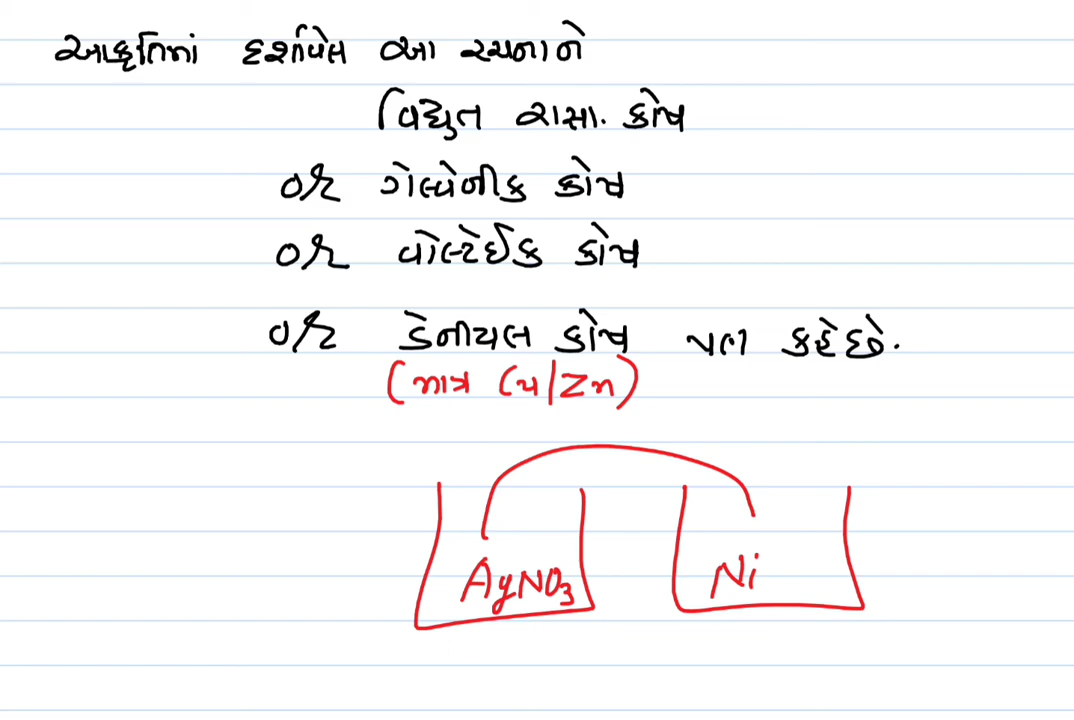 આકૃતિમાં દર્શાવેલ આ રચનાને
વિદ્યુત રાસા. કોષ
OR ગેલ્વેનીક કોષ
OR વોલ્ટેઈક કોષ
OR ડેનીયલ કોષ પણ કહે છે.
(માત્ર Cu/Zn)
AgNO3 Ni